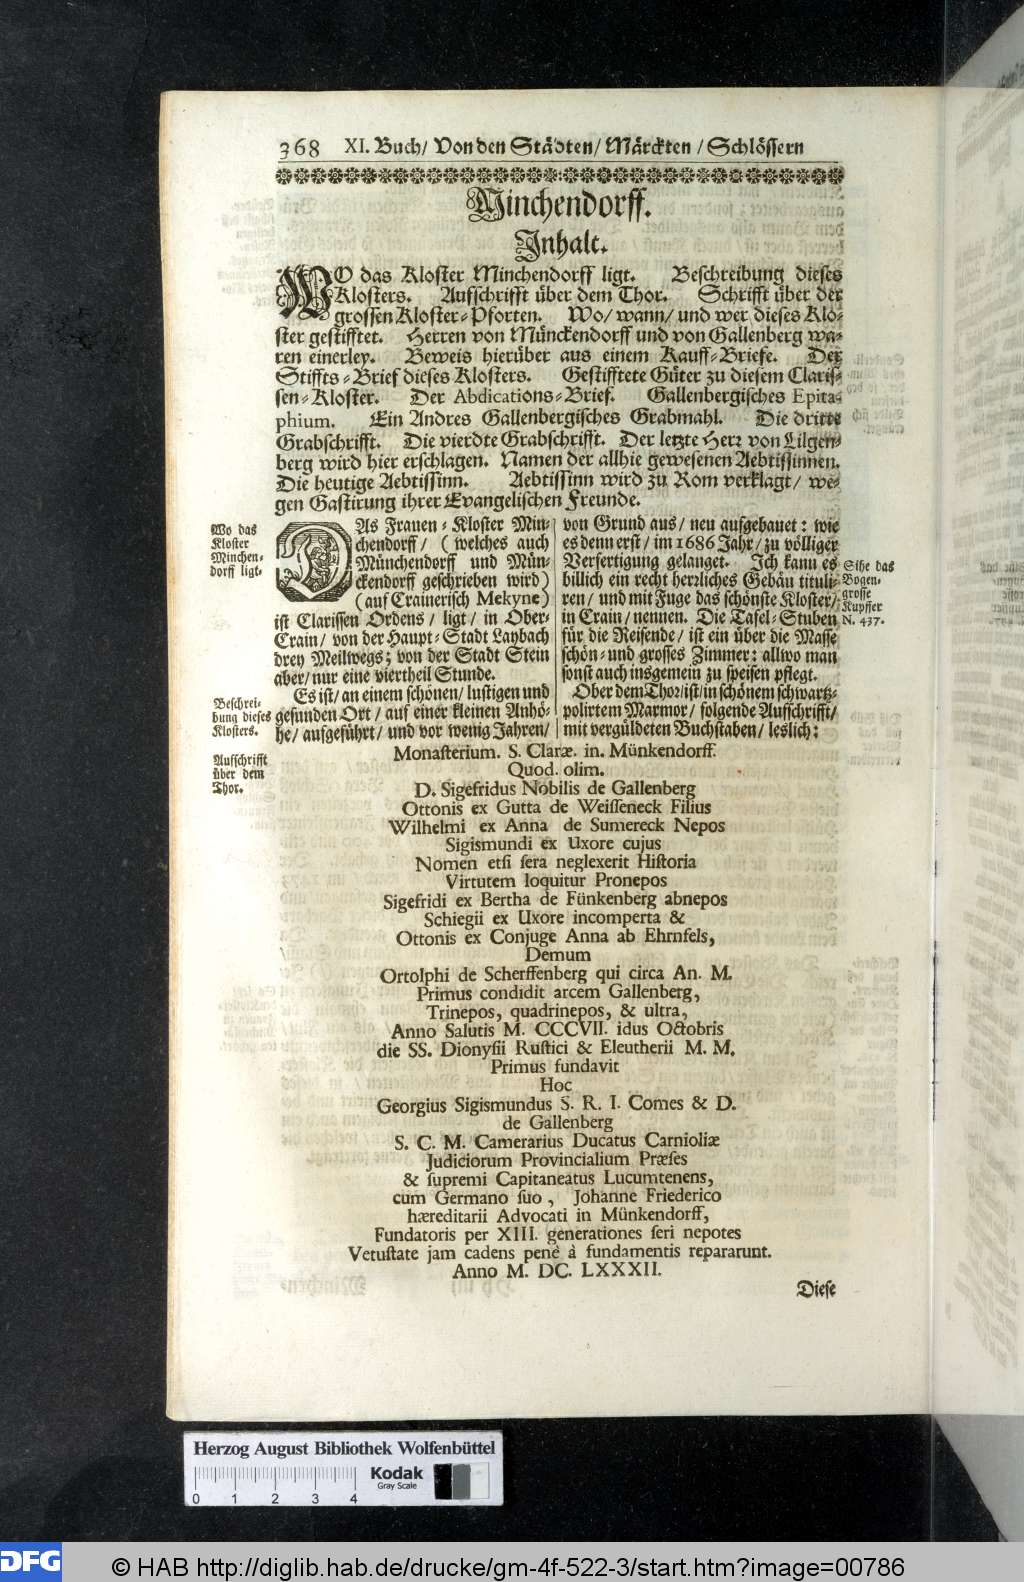 368 XI. Buch/ Von den Städten/ Märckten/ Schlössern
Minchendorff.
Inhalt.
WO das Kloster Minchendorff ligt. Beschreibung dieses
Klosters. Aufschrifft über dem Thor. Schrifft über der
grossen Kloster-Pforten. Wo/ wann/ und wer dieses Klo-
ster gestifftet. Herren von Münckendorff und von Gallenberg wa-
ren einerley. Beweis hierüber aus einem Kauff-Briefe. Der
Stiffts-Brief dieses Klosters. Gestifftete Güter zu diesem Claris-
sen-Kloster. Der Abdications-Brief. Gallenbergisches Epita-
phium. Ein Andres Gallenbergisches Grabmahl. Die dritte
Grabschrifft. Die vierdte Grabschrifft. Der letzte Herr von Lilgen-
berg wird hier erschlagen. Namen der allhie gewesenen Aebtissinnen.
Die heutige Aebtissinn. Aebtissinn wird zu Rom verklagt/ we-
gen Gastirung ihrer Evangelischen Freunde.
Wo das
Kloster
Minchen-
dorff ligt.
DAs Frauen-Kloster Min-
chendorff/ (welches auch
Münchendorff und Mün-
ckendorff geschrieben wird)
(auf Crainerisch Mekyne)
ist Clarissen Ordens/ ligt/ in Ober-
Crain/ von der Haupt-Stadt Laybach
drey Meilwegs; von der Stadt Stein
aber/ nur eine viertheil Stunde.
Beschrei-
bung dieses
Klosters.
Es ist/ an einem schönen/ lustigen und
gesunden Ort/ auf einer kleinen Anhö-
he/ aufgeführt/ und vor wenig Jahren/
von Grund aus/ neu aufgebauet: wie
es denn erst/ im 1686 Jahr/ zu völliger
Verfertigung gelanget. Ich kann es
billich ein recht herrliches Gebäu tituli-
ren/ und mit Fuge das schönste Kloster/
in Crain/ nennen. Die Tafel-Stuben
für die Reisende/ ist ein über die Masse
schön- und grosses Zimmer: allwo man
sonst auch insgemein zu speisen pflegt.
Sihe das
Bogen-
grosse
Kupffer
N. 437.
Ober dem Thor/ ist/ in schönem schwartz-
polirtem Marmor/ folgende Aufschrifft/
mit vergüldeten Buchstaben/ leslich:
Aufschrifft
über dem
Thor.
Monasterium. S. Claræ. in. Münkendorff.
Quod. olim.
D. Sigefridus Nobilis de Gallenberg
Ottonis ex Gutta de Weisseneck Filius
Wilhelmi ex Anna de Sumereck Nepos
Sigismundi ex Uxore cujus
Nomen etsi sera neglexerit Historia
Virtutem loquitur Pronepos
Sigefridi ex Bertha de Fünkenberg abnepos
Schiegii ex Uxore incomperta &
Ottonis ex Conjuge Anna ab Ehrnfels,
Demum
Ortolphi de Scherffenberg qui circa An. M.
Primus condidit arcem Gallenberg,
Trinepos, quadrinepos, & ultra,
Anno Salutis M. CCCVII. idus Octobris
die SS. Dionysii Rustici & Eleutherii M. M.
Primus fundavit
Hoc
Georgius Sigismundus S. R. I. Comes & D.
de Gallenberg
S. C. M. Camerarius Ducatus Carnioliæ
Judiciorum Provincialium Præses
& supremi Capitaneatus Lucumtenens,
cum Germano suo, Johanne Friederico
hæreditarii Advocati in Münkendorff,
Fundatoris per XIII. generationes seri nepotes
Vetustate jam cadens penè à fundamentis repararunt.
Anno M. DC. LXXXII.
Diese
Herzog August Bibliothek Wolfenbüttel
0 1 2 3 4
Kodak
Gray Scale
DFG
© HAB http://diglib.hab.de/drucke/gm-4f-522-3/start.htm?image=00786